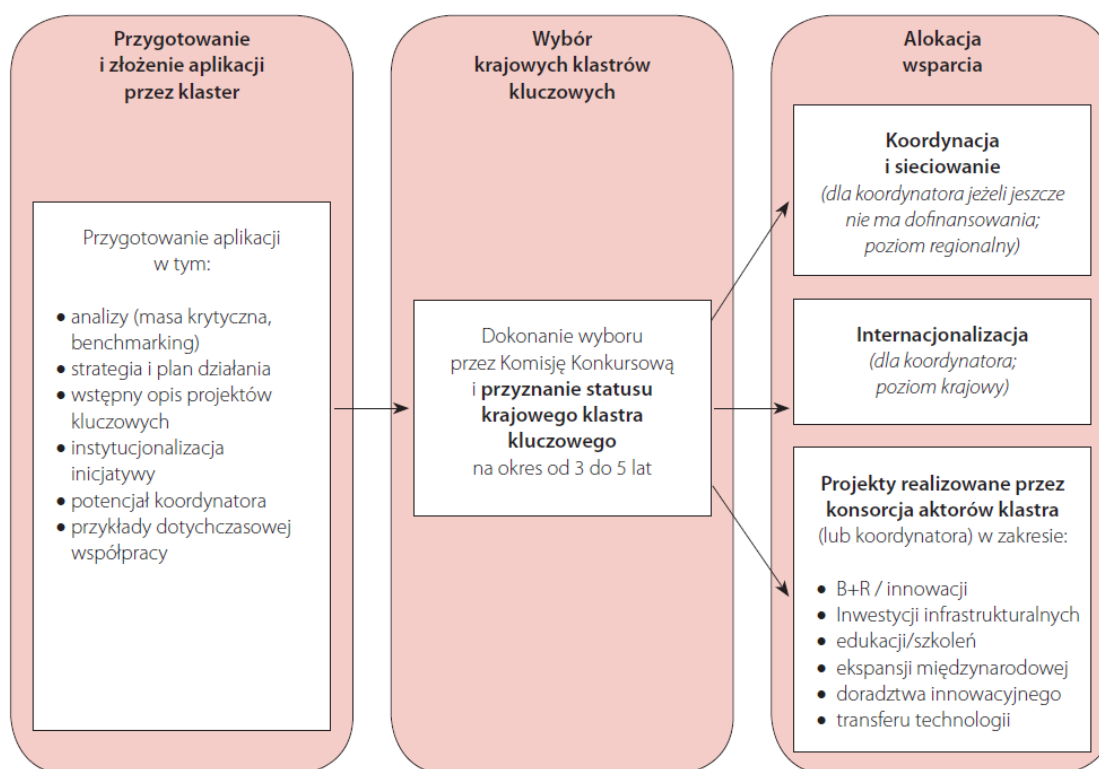 Przygotowanie
i złożenie aplikacji
przez klaster
Przygotowanie aplikacji
w tym:
• analizy (masa krytyczna,
benchmarking)
• strategia i plan działania
• wstępny opis projektów
kluczowych
• instytucjonalizacja
inicjatywy
• potencjał koordynatora
• przykłady dotychczasowej
współpracy
Wybór
krajowych klastrów
kluczowych
Dokonanie wyboru
przez Komisję Konkursową
i przyznanie statusu
krajowego klastra
kluczowego
na okres od 3 do 5 lat
Alokacja
wsparcia
Koordynacja
i sieciowanie
(dla koordynatora jeżeli jeszcze
nie ma dofinansowania;
poziom regionalny)
Internacjonalizacja
(dla koordynatora;
poziom krajowy)
Projekty realizowane przez
konsorcja aktorów klastra
(lub koordynatora) w zakresie:
• B+R / innowacji
• Inwestycji infrastrukturalnych
• edukacji/szkoleń
• ekspansji międzynarodowej
• doradztwa innowacyjnego
• transferu technologii